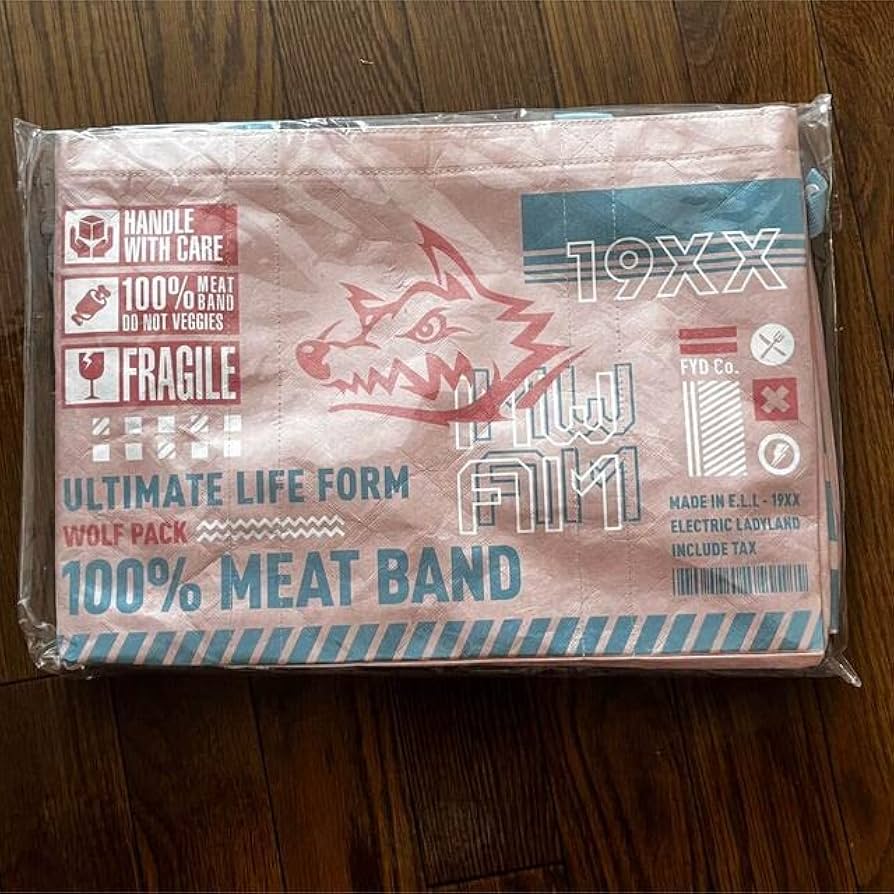 HANDLE
WITH CARE
100% MEAT
BAND
DO NOT VEGGIES
FRAGILE
19XX
FYD Co.
ULTIMATE LIFE FORM
WOLF PACK
100% MEAT BAND
MADE IN E.L.L - 19XX
ELECTRIC LADYLAND
INCLUDE TAX